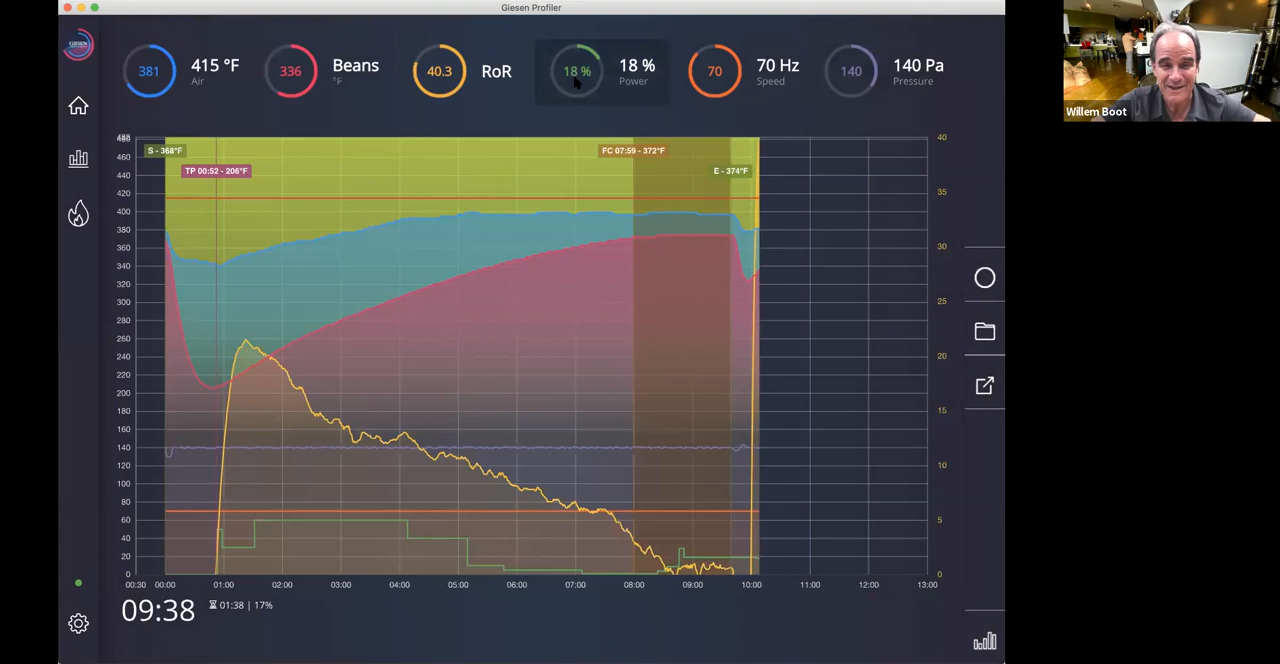 Giesen Profiler
GIESEN
381
415 °F
Air
336
Beans
°F
40.3
RoR
18 %
18 %
Power
70
70 Hz
Speed
140
140 Pa
Pressure
460
440
420
400
380
360
340
320
300
280
260
240
220
200
180
160
140
120
100
80
60
40
20
0
S - 368°F
TP 00:52 - 206°F
FC 07:59 - 372°F
E - 374°F
40
35
30
25
20
15
10
5
0
00:30 00:00 01:00 02:00 03:00 04:00 05:00 06:00 07:00 08:00 09:00 10:00 11:00 12:00 13:00
09:38
01:38 | 17%
Willem Boot